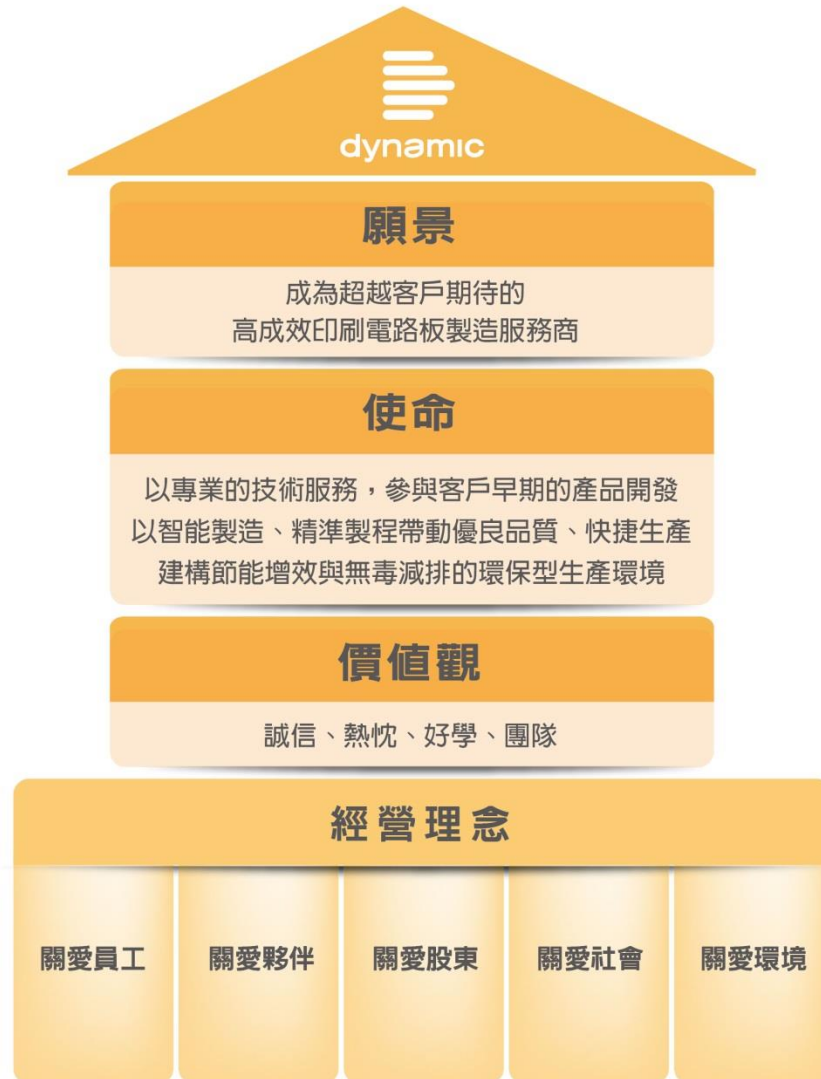 dynamic
願景
成為超越客戶期待的
高成效印刷電路板製造服務商
使命
以專業的技術服務，參與客戶早期的產品開發
以智能製造、精準製程帶動優良品質、快捷生產
建構節能增效與無毒減排的環保型生產環境
價值觀
誠信、熱忱、好學、團隊
經營理念
關愛員工
關愛夥伴
關愛股東
關愛社會
關愛環境